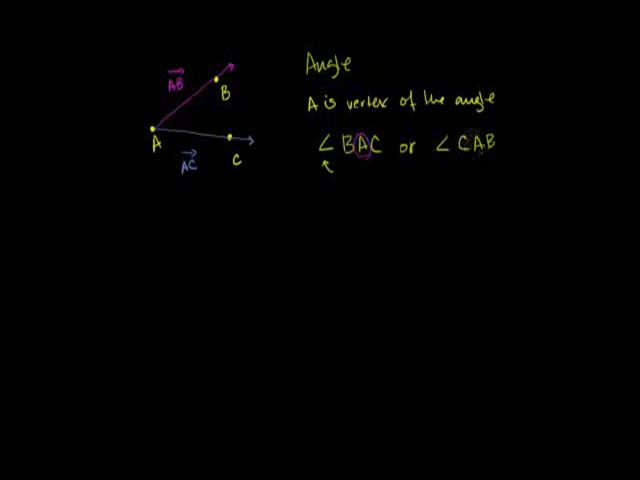 Angle
AB
B
A is vertex of the angle
A
∠ BAC or ∠ CAB
AC
C